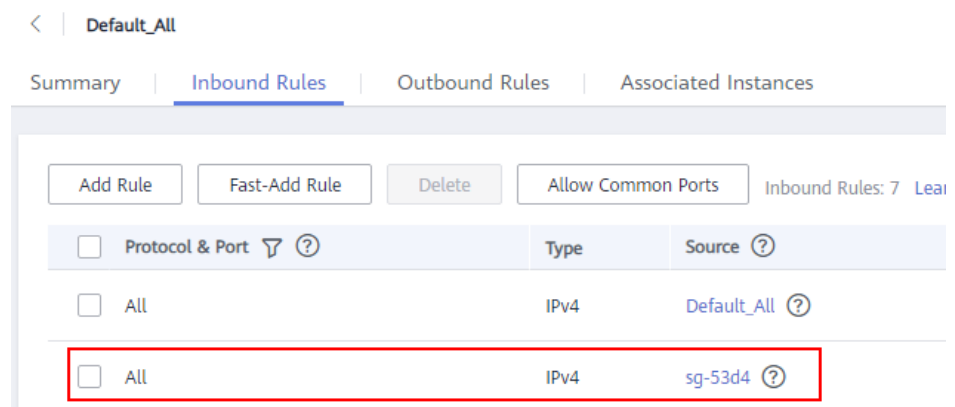 Default_All
Summary Inbound Rules Outbound Rules Associated Instances
Add Rule Fast-Add Rule Delete Allow Common Ports Inbound Rules: 7
Protocol & Port Type Source
All IPv4 Default_All
All IPv4 sg-53d4